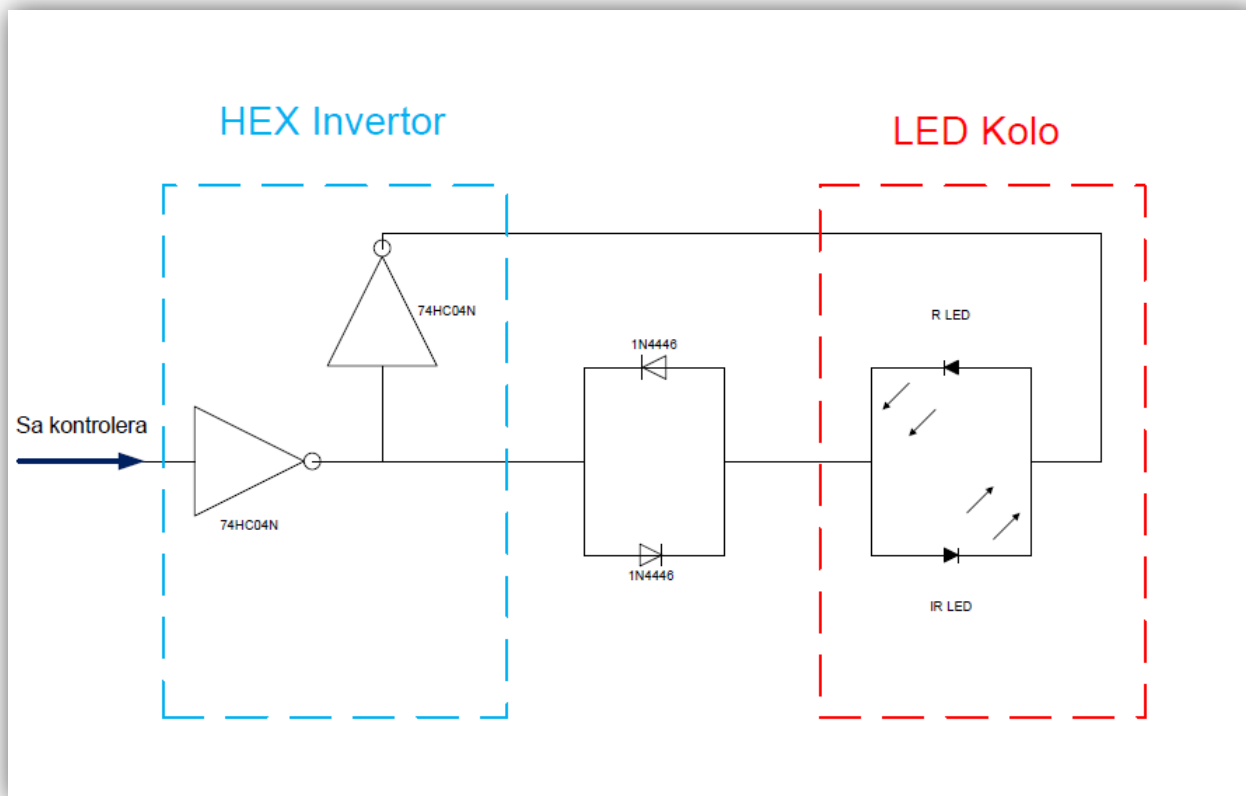 HEX Invertor
LED Kolo
74HC04N
R LED
1N4446
Sa kontrolera
74HC04N
1N4446
IR LED